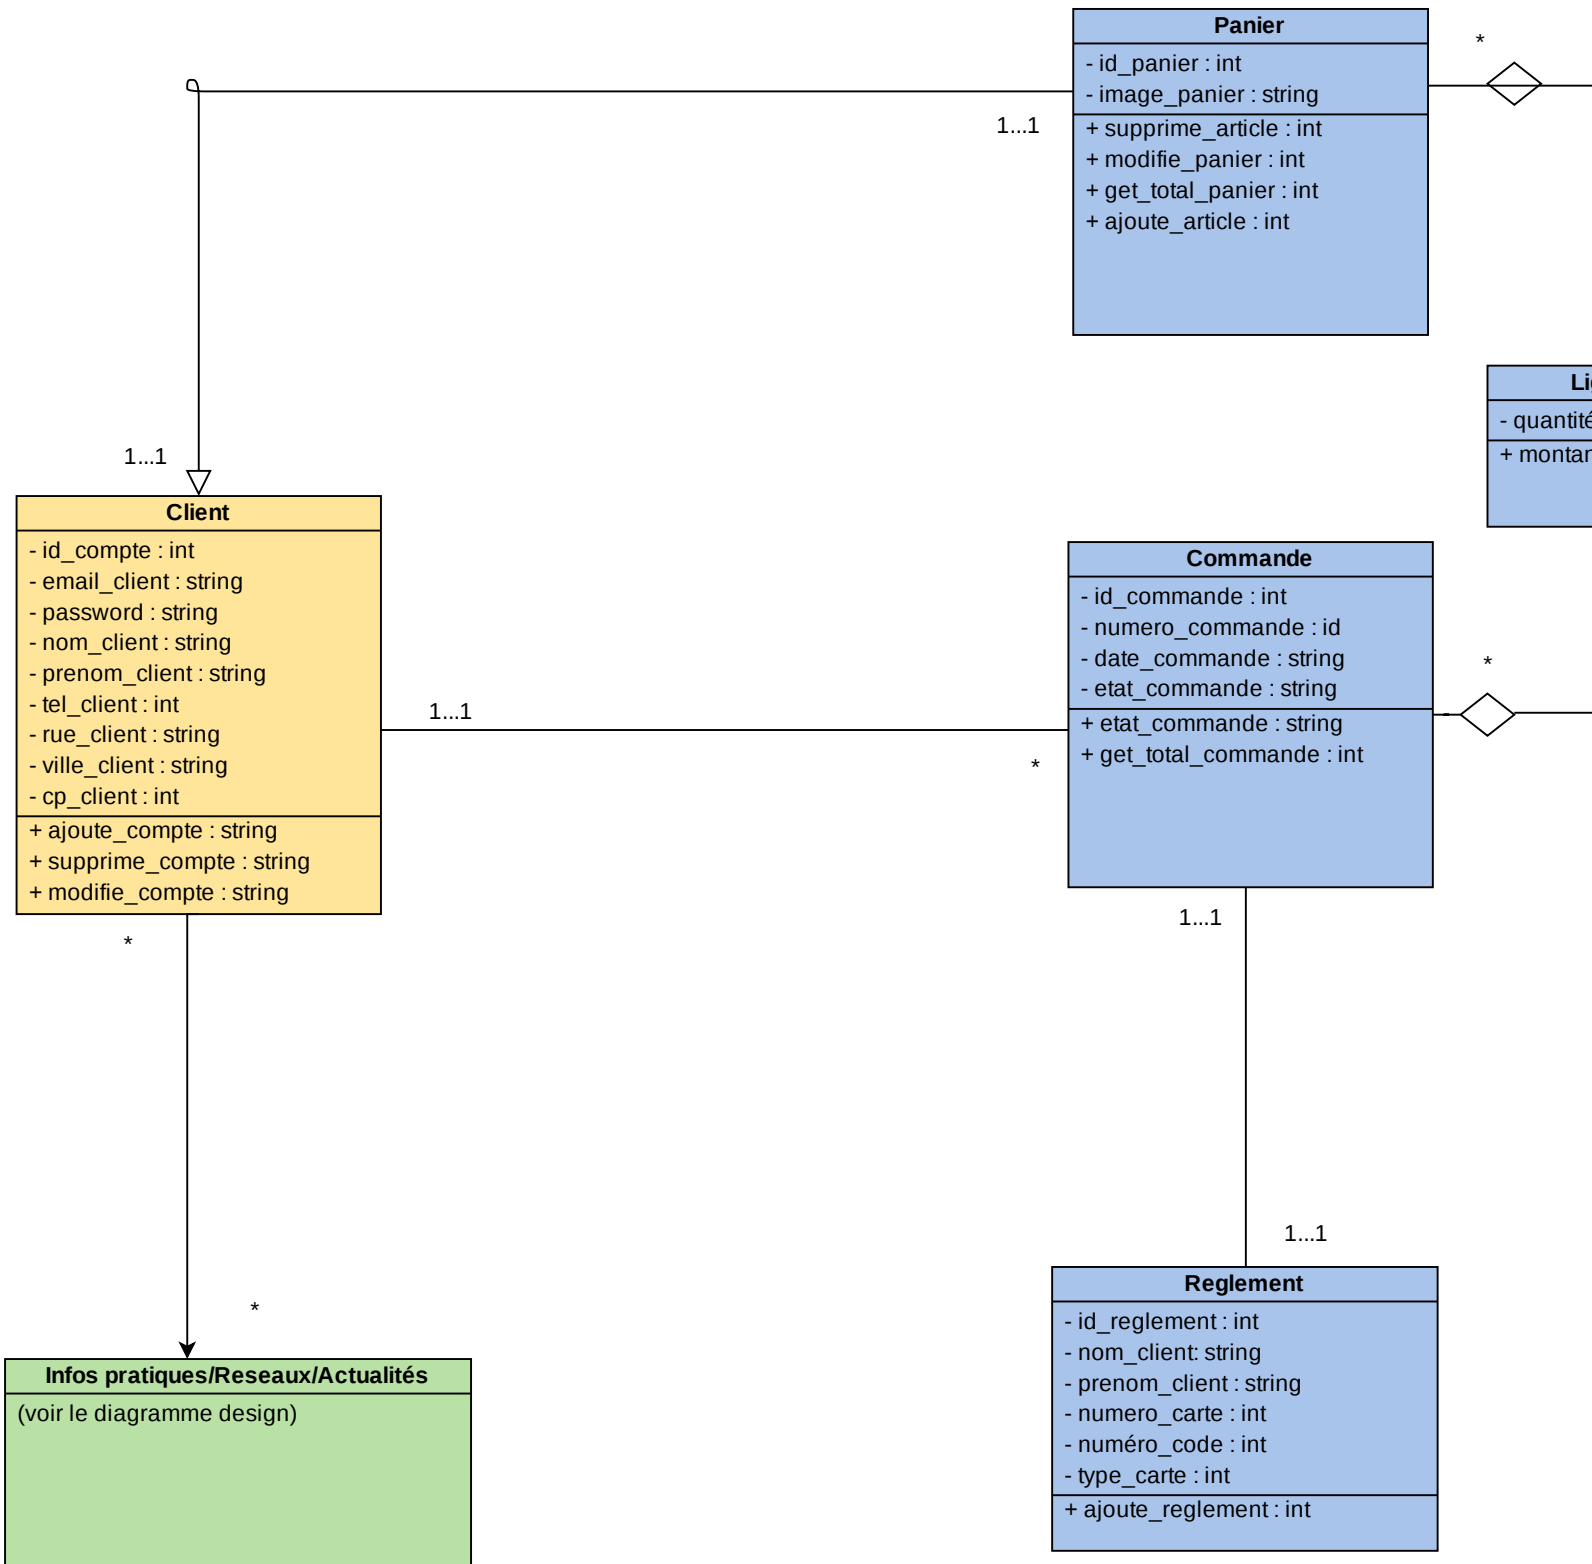 Panier
- id_panier : int
- image_panier : string
+ supprime_article : int
+ modifie_panier : int
+ get_total_panier : int
+ ajoute_article : int
*
1...1
1...1
- quantité
Client
- id_compte : int
- email_client : string
- password : string
- nom_client : string
- prenom_client : string
- tel_client : int
- rue_client : string
- ville_client : string
- cp_client : int
+ ajoute_compte : string
+ supprime_compte : string
+ modifie_compte : string
1...1
*
Commande
- id_commande : int
- numero_commande : id
- date_commande : string
- etat_commande : string
+ etat_commande : string
+ get_total_commande : int
*
*
*
1...1
1...1
Infos pratiques/Reseaux/Actualités
(voir le diagramme design)
Reglement
- id_reglement : int
- nom_client: string
- prenom_client : string
- numero_carte : int
- numéro_code : int
- type_carte : int
+ ajoute_reglement : int